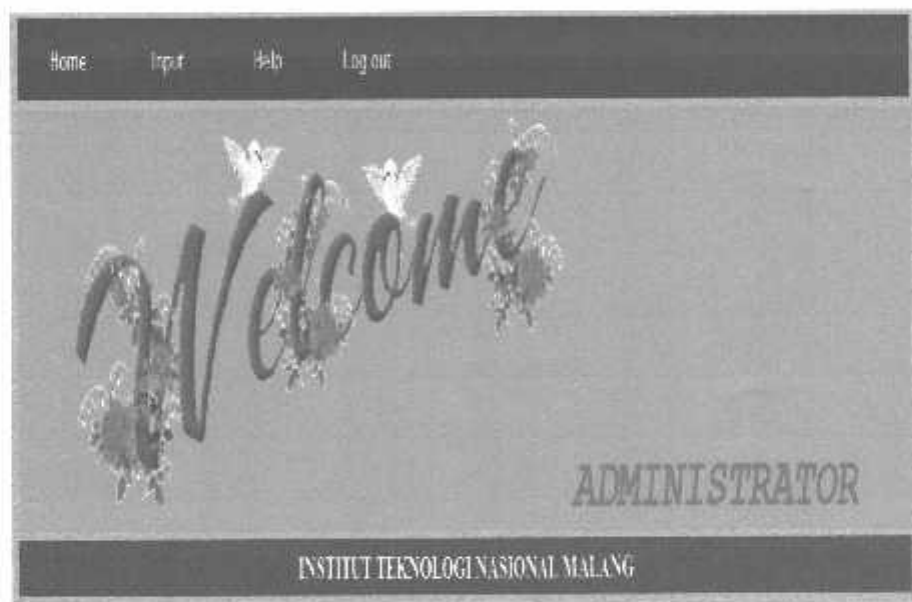 Home Input Help Log out
Welcome
ADMINISTRATOR
INSTITUT TEKNOLOGI NASIONAL MALANG